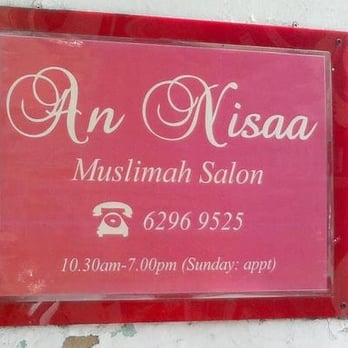 An Nisaa
Muslimah Salon
6296 9525
10.30am-7.00pm (Sunday: appt)